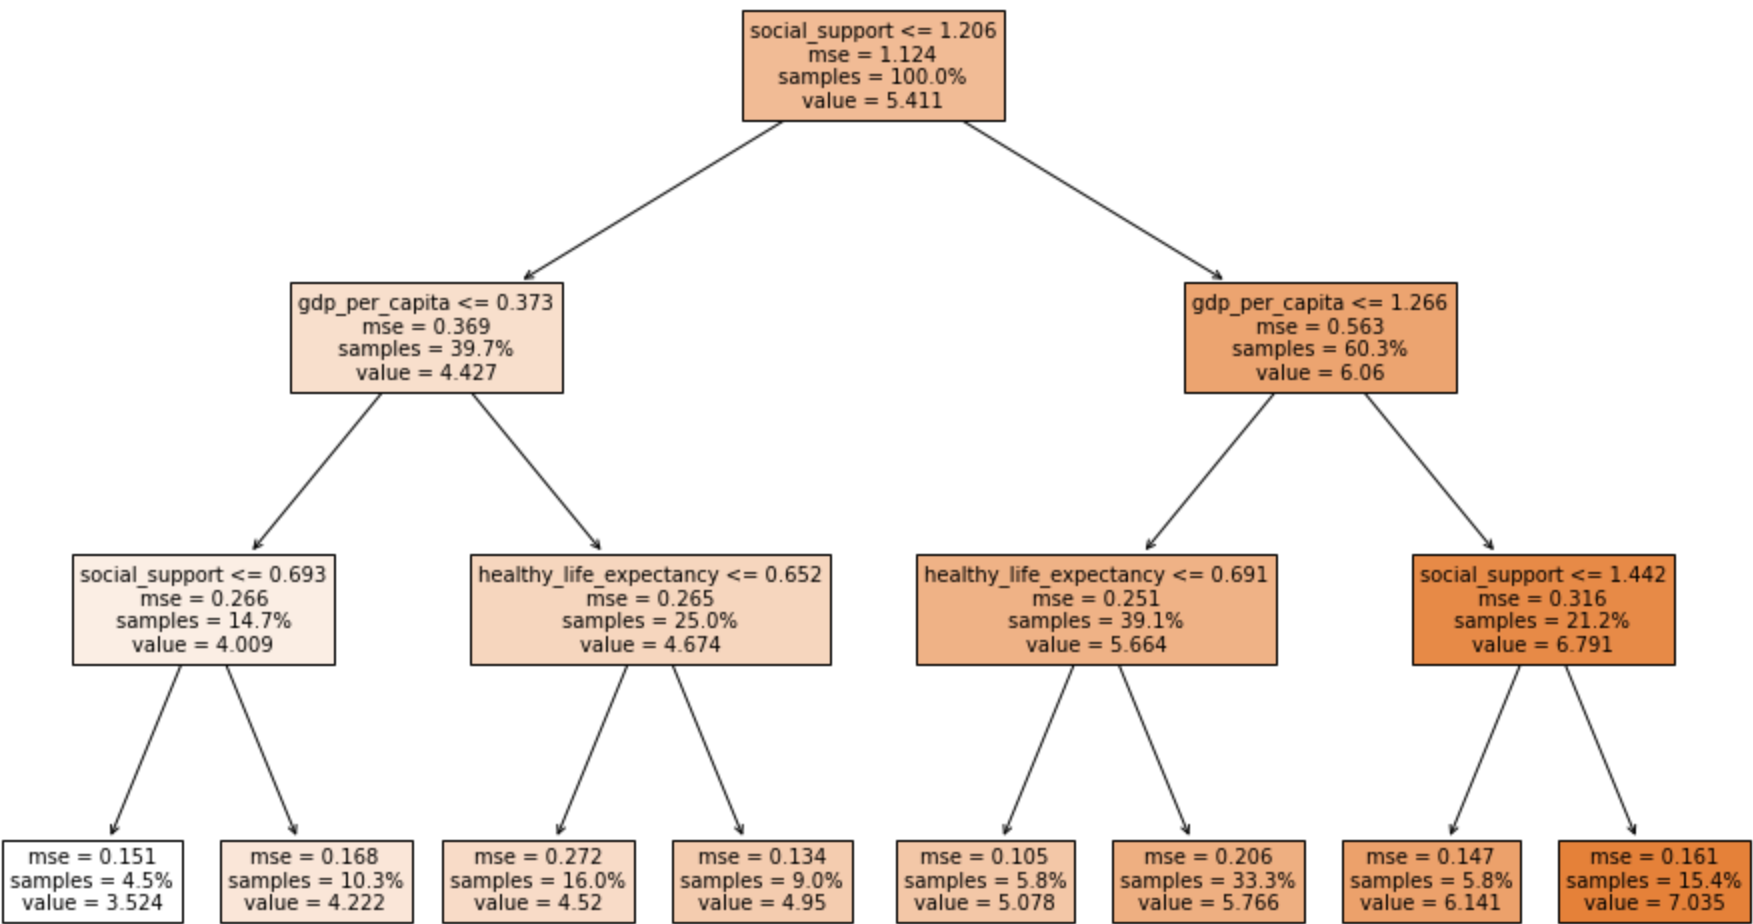 social_support <= 1.206
mse = 1.124
samples = 100.0%
value = 5.411
gdp_per_capita <= 0.373
mse = 0.369
samples = 39.7%
value = 4.427
gdp_per_capita <= 1.266
mse = 0.563
samples = 60.3%
value = 6.06
social_support <= 0.693
mse = 0.266
samples = 14.7%
value = 4.009
healthy_life_expectancy <= 0.652
mse = 0.265
samples = 25.0%
value = 4.674
healthy_life_expectancy <= 0.691
mse = 0.251
samples = 39.1%
value = 5.664
social_support <= 1.442
mse = 0.316
samples = 21.2%
value = 6.791
mse = 0.151
samples = 4.5%
value = 3.524
mse = 0.168
samples = 10.3%
value = 4.222
mse = 0.272
samples = 16.0%
value = 4.52
mse = 0.134
samples = 9.0%
value = 4.95
mse = 0.105
samples = 5.8%
value = 5.078
mse = 0.206
samples = 33.3%
value = 5.766
mse = 0.147
samples = 5.8%
value = 6.141
mse = 0.161
samples = 15.4%
value = 7.035